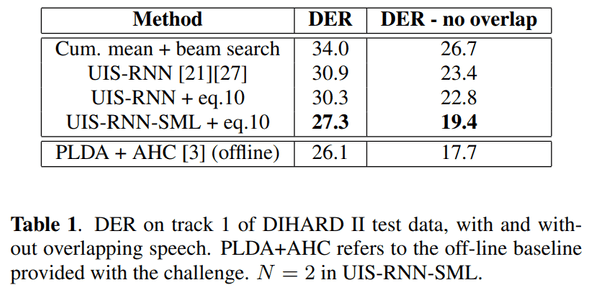 Method DER DER - no overlap
Cum. mean + beam search 34.0 26.7
UIS-RNN [21][27] 30.9 23.4
UIS-RNN + eq.10 30.3 22.8
UIS-RNN-SML + eq.10 27.3 19.4
PLDA + AHC [3] (offline) 26.1 17.7
Table 1. DER on track 1 of DIHARD II test data, with and with-
out overlapping speech. PLDA+AHC refers to the off-line baseline
provided with the challenge. N = 2 in UIS-RNN-SML.